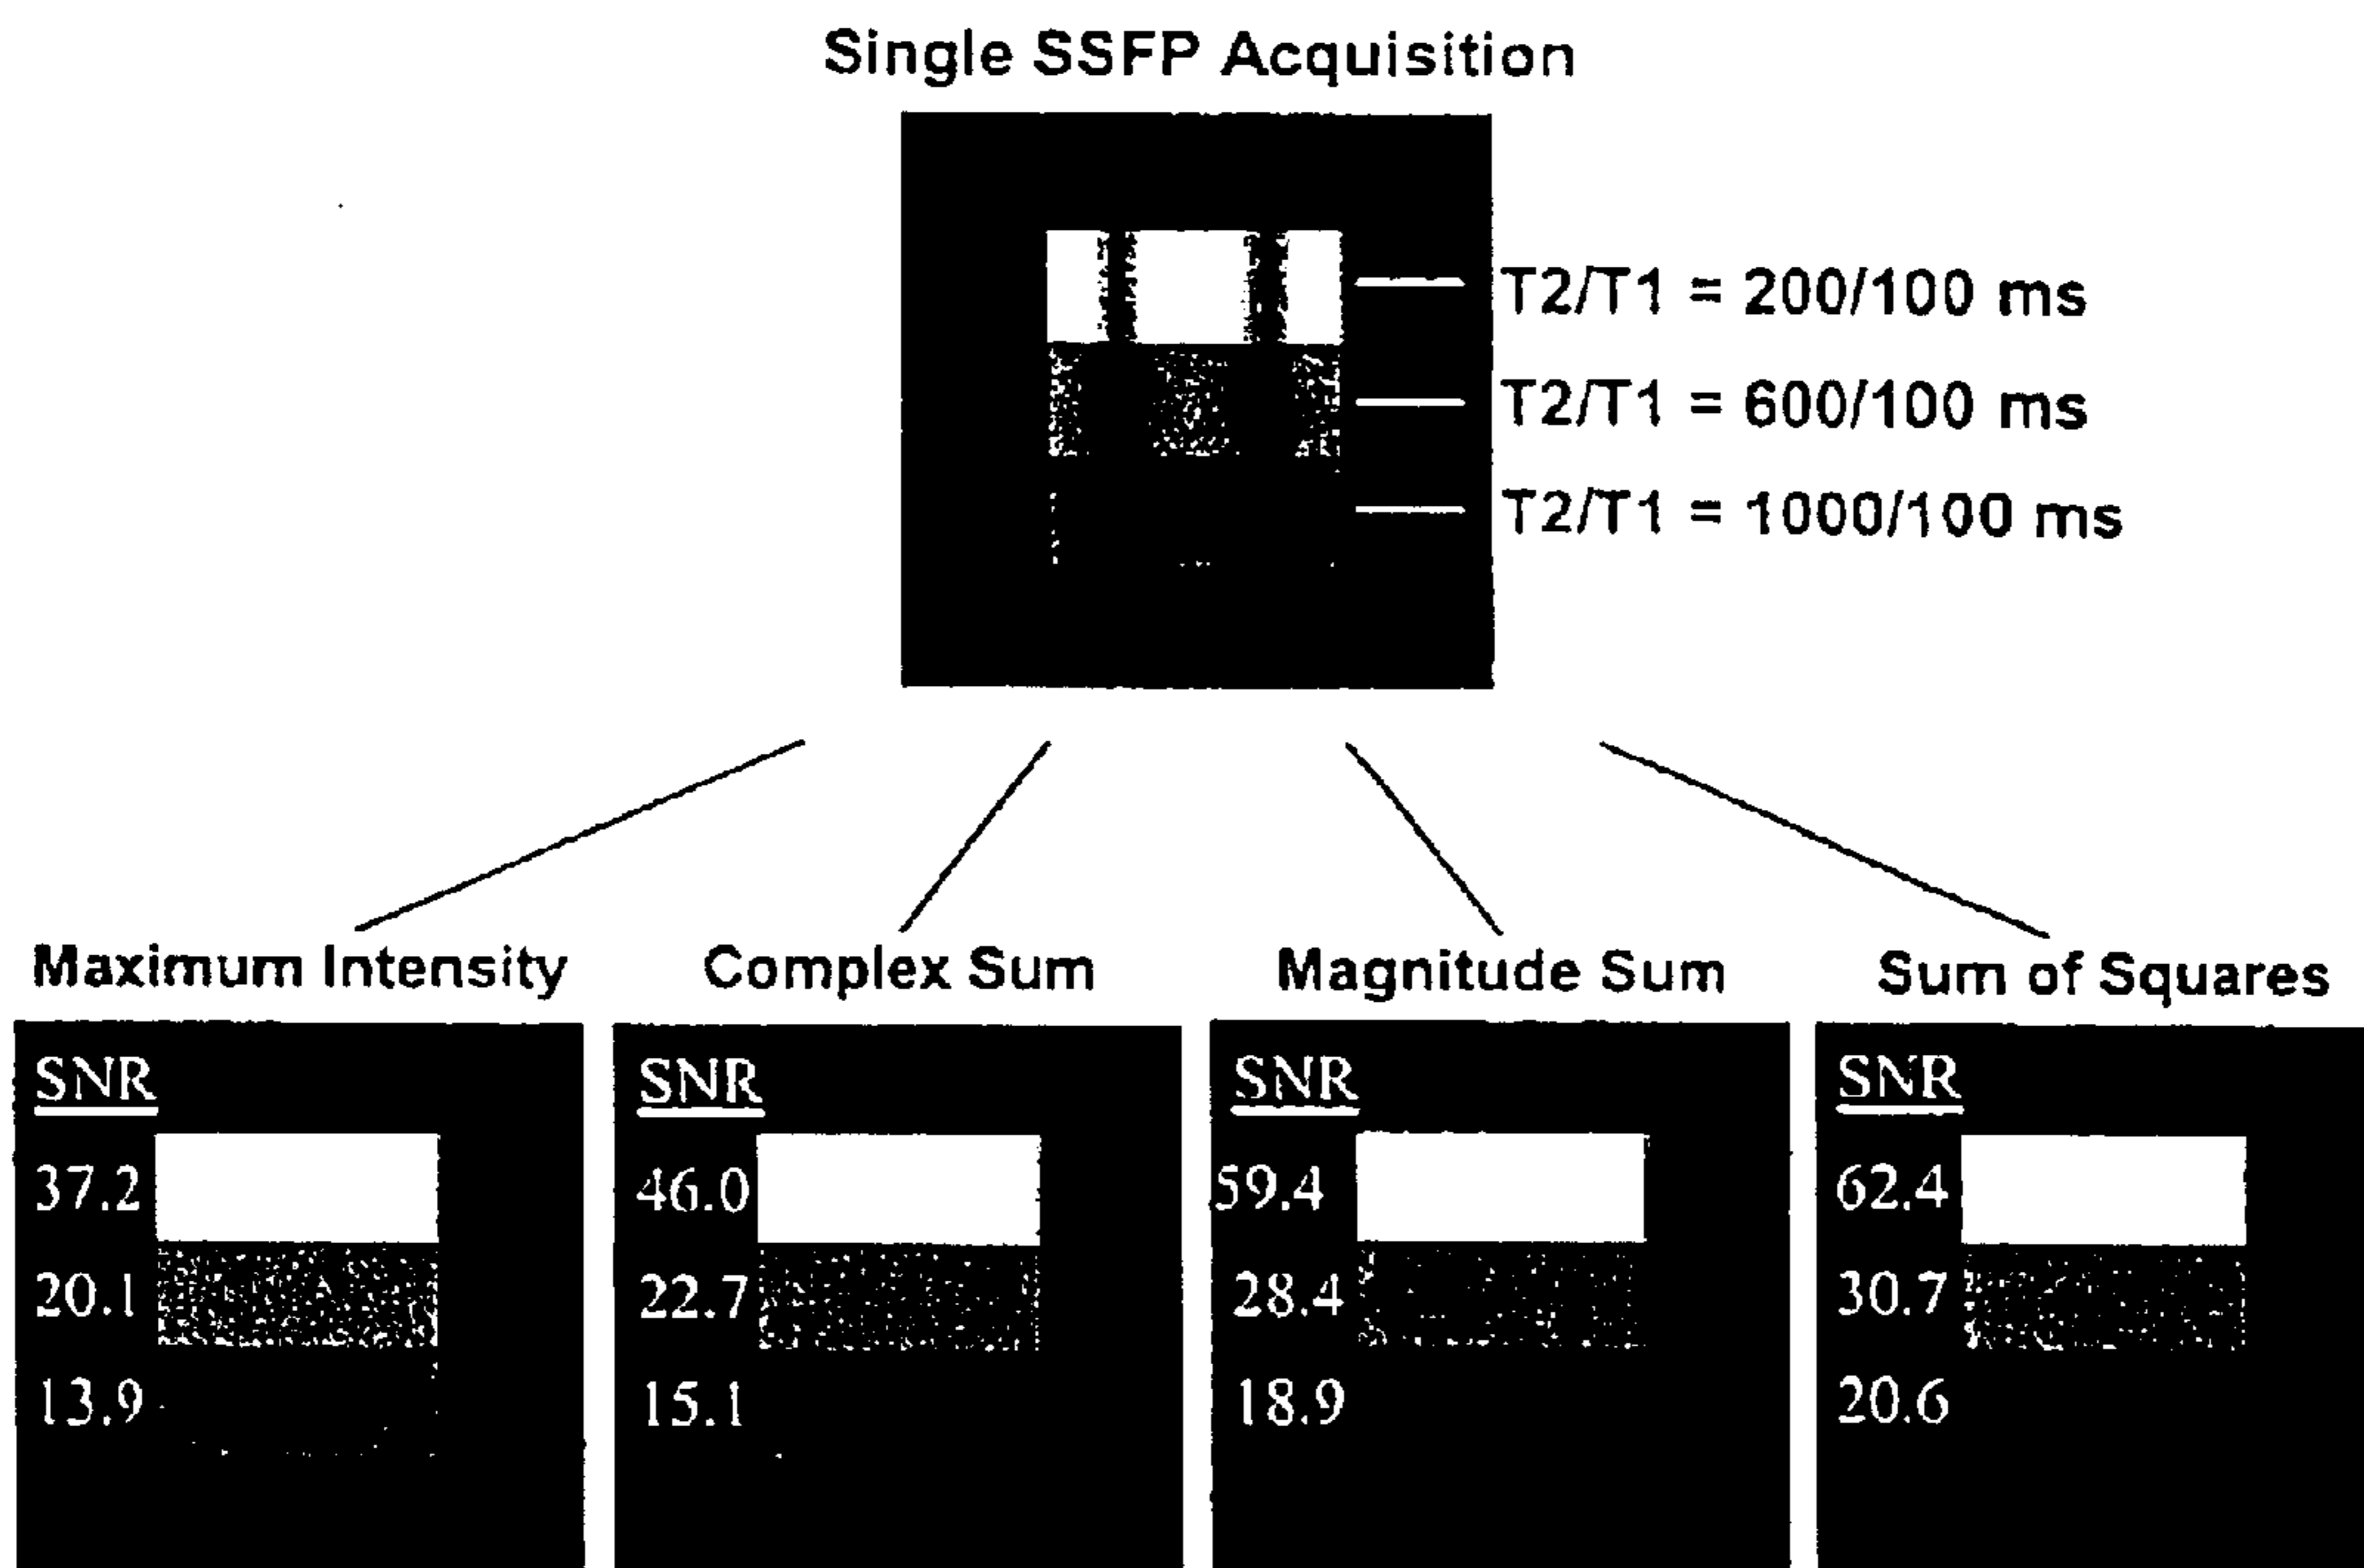 Single SSFP Acquisition
T2/T1 = 200/100 ms
T2/T1 = 600/100 ms
T2/T1 = 1000/100 ms
Maximum Intensity
Complex Sum
Magnitude Sum
Sum of Squares
SNR
37.2
20.1
13.9
SNR
46.0
22.7
15.1
SNR
59.4
28.4
18.9
SNR
62.4
30.7
20.6